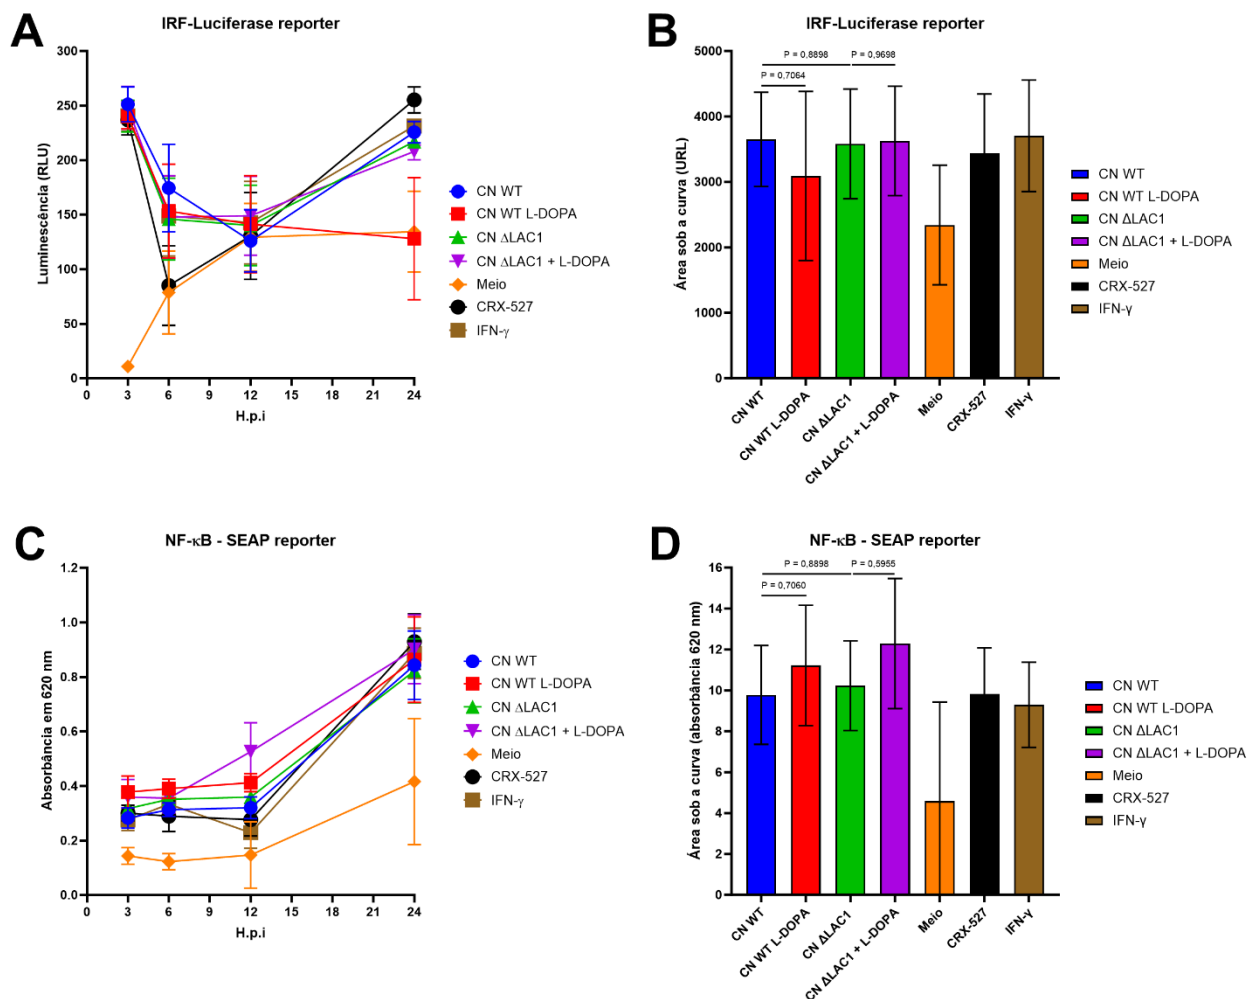 A
IRF-Luciferase reporter
300
250
200
150
100
50
0
Luminescência (RLU)
0 3 6 9 12 15 18 21 24
H.p.i
CN WT
CN WT L-DOPA
CN ΔLAC1
CN ΔLAC1 + L-DOPA
Meio
CRX-527
IFN-γ
B
IRF-Luciferase reporter
P = 0,8898
P = 0,9698
P = 0,7064
5000
4000
3000
2000
1000
0
Área sob a curva (URL)
CN WT
CN WT L-DOPA
CN ΔLAC1
CN ΔLAC1 + L-DOPA
Meio
CRX-527
IFN-γ
CN WT
CN WT L-DOPA
CN ΔLAC1
CN ΔLAC1 + L-DOPA
Meio
CRX-527
IFN-γ
C
NF-κB - SEAP reporter
1.2
1.0
0.8
0.6
0.4
0.2
0.0
Absorbância em 620 nm
0 3 6 9 12 15 18 21 24
H.p.i
CN WT
CN WT L-DOPA
CN ΔLAC1
CN ΔLAC1 + L-DOPA
Meio
CRX-527
IFN-γ
D
NF-κB - SEAP reporter
P = 0,8898
P = 0,5955
P = 0,7060
16
14
12
10
8
6
4
2
0
Área sob a curva (absorbância 620 nm)
CN WT
CN WT L-DOPA
CN ΔLAC1
CN ΔLAC1 + L-DOPA
Meio
CRX-527
IFN-γ
CN WT
CN WT L-DOPA
CN ΔLAC1
CN ΔLAC1 + L-DOPA
Meio
CRX-527
IFN-γ